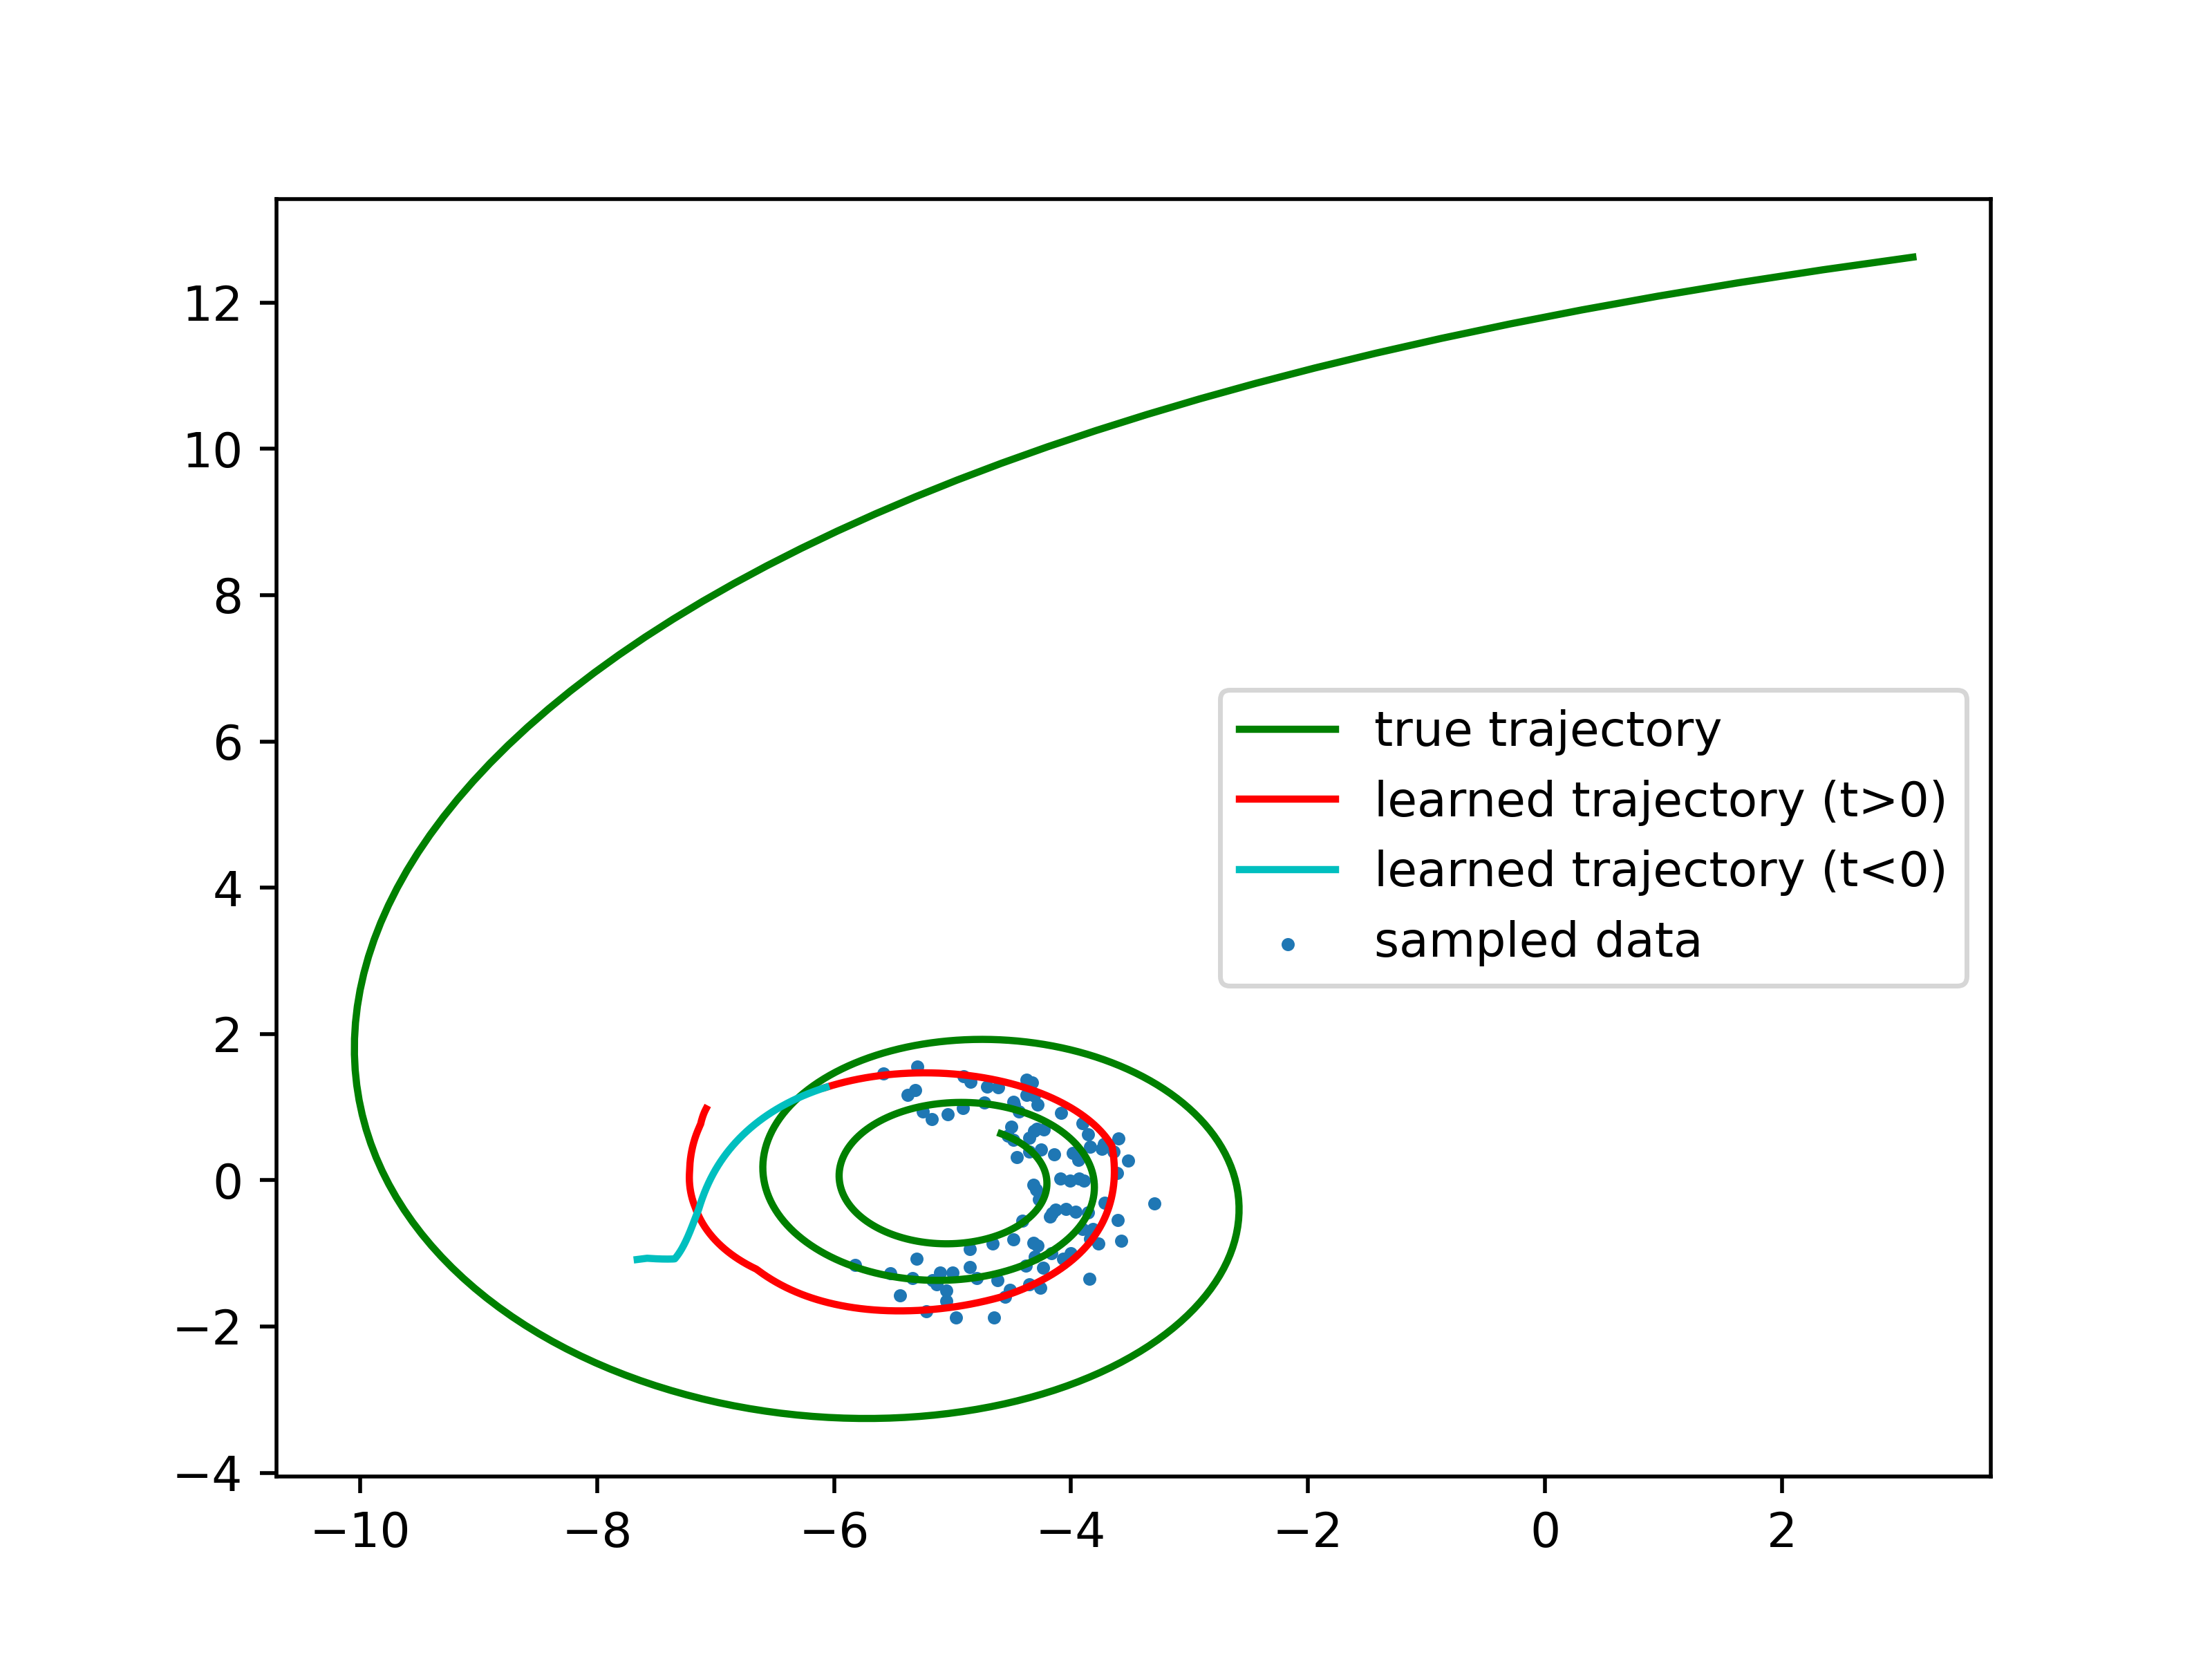 12
10
8
6
4
2
0
−2
−4
true trajectory
learned trajectory (t>0)
learned trajectory (t<0)
sampled data
−10 −8 −6 −4 −2 0 2